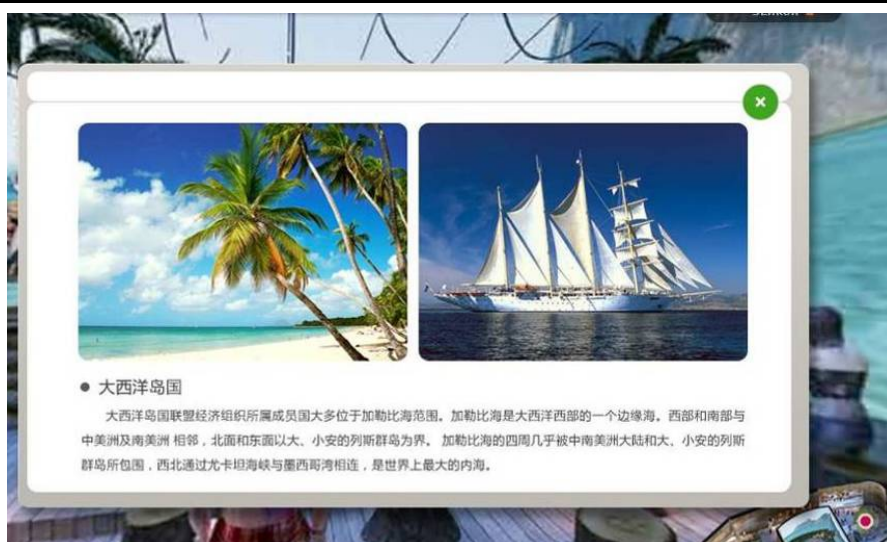 大西洋岛国
大西洋岛国联盟经济组织所属成员国大多位于加勒比海范围。加勒比海是大西洋西部的一个边缘海。西部和南部与
中美洲及南美洲 相邻，北面和东面以大、小安的列斯群岛为界。 加勒比海的四周几乎被中南美洲大陆和大、小安的列斯
群岛所包围，西北通过尤卡坦海峡与墨西哥湾相连，是世界上最大的内海。